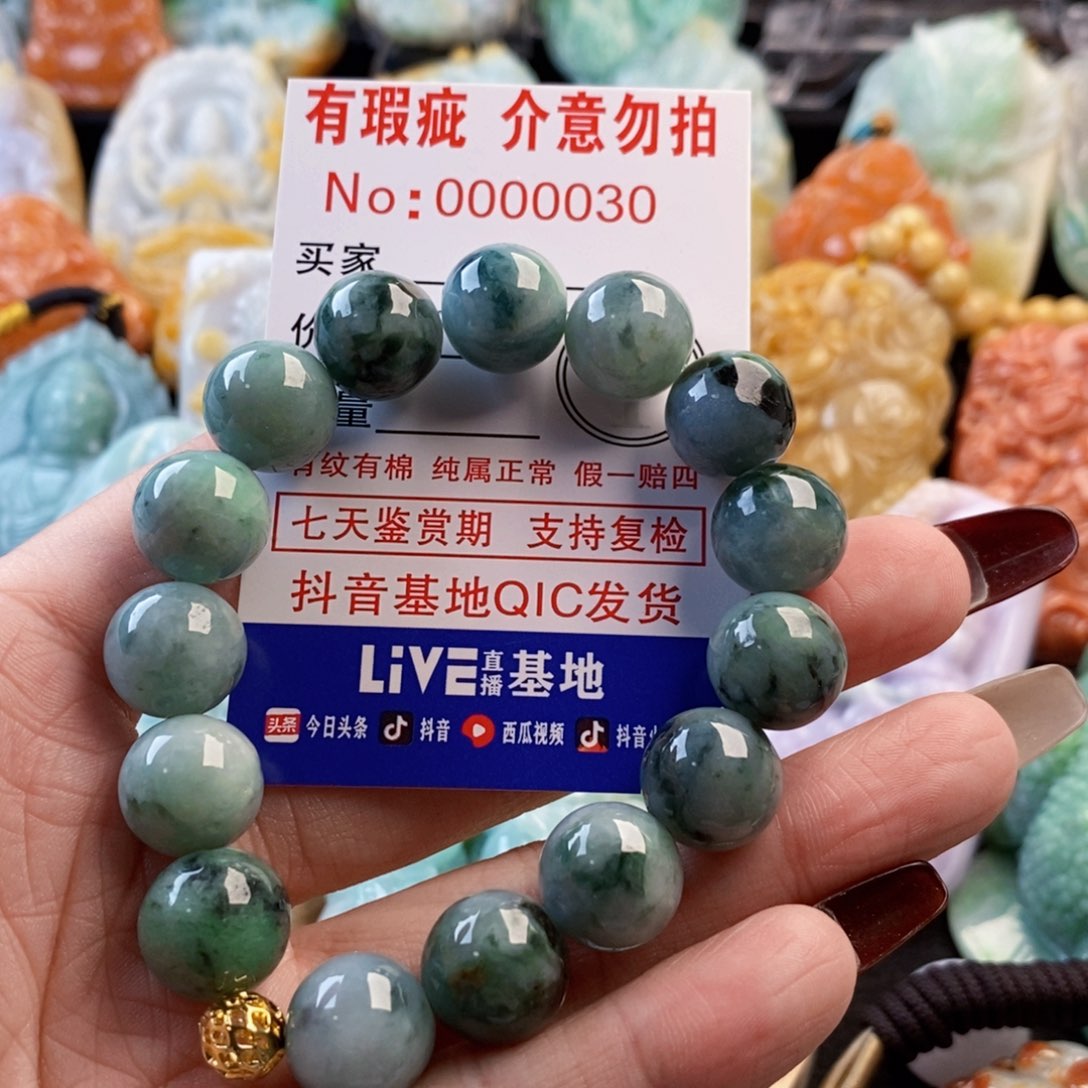 有瑕疵 介意勿拍
No:0000030
买家
价
量
有纹有棉 纯属正常 假一赔四
七天鉴赏期 支持复检
抖音基地QIC发货
LiVE直播基地
头条 今日头条 抖音 西瓜视频 抖音